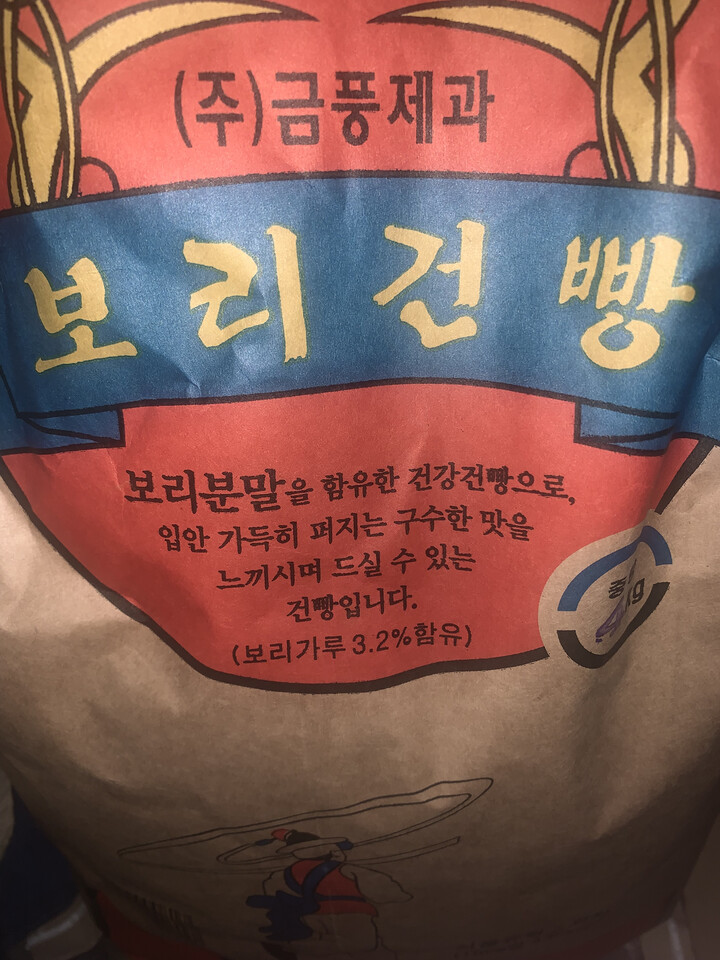 (주)금풍제과
보리건빵
보리분말을 함유한 건강건빵으로,
입안 가득히 퍼지는 구수한 맛을
느끼시며 드실 수 있는
건빵입니다.
(보리가루 3.2%함유)